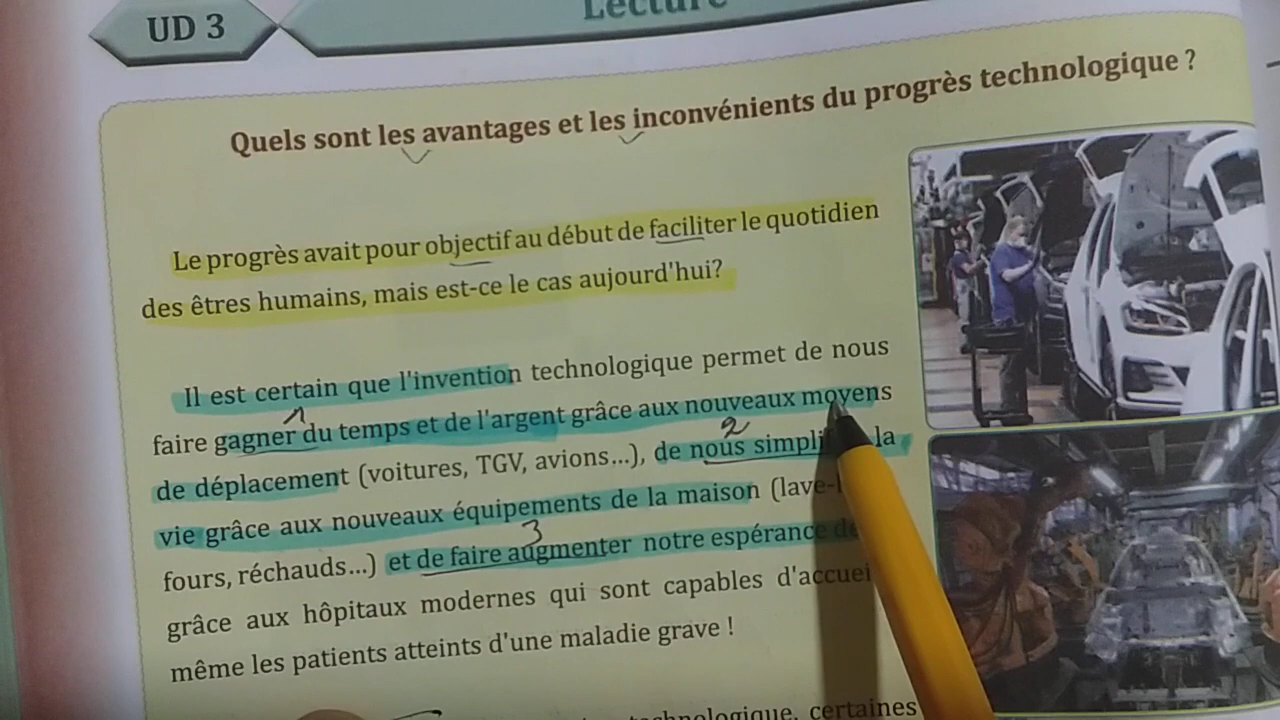 UD 3
Lecture
Quels sont les avantages et les inconvénients du progrès technologique ?
Le progrès avait pour objectif au début de faciliter le quotidien
des êtres humains, mais est-ce le cas aujourd'hui?
Il est certain que l'invention technologique permet de nous
1
faire gagner du temps et de l'argent grâce aux nouveaux moyens
2
de déplacement (voitures, TGV, avions...), de nous la
vie grâce aux nouveaux équipements de la maison
3
fours, réchauds...) et de faire augmenter notre espérance de
grâce aux hôpitaux modernes qui sont capables
même les patients atteints d'une maladie grave !
certaines